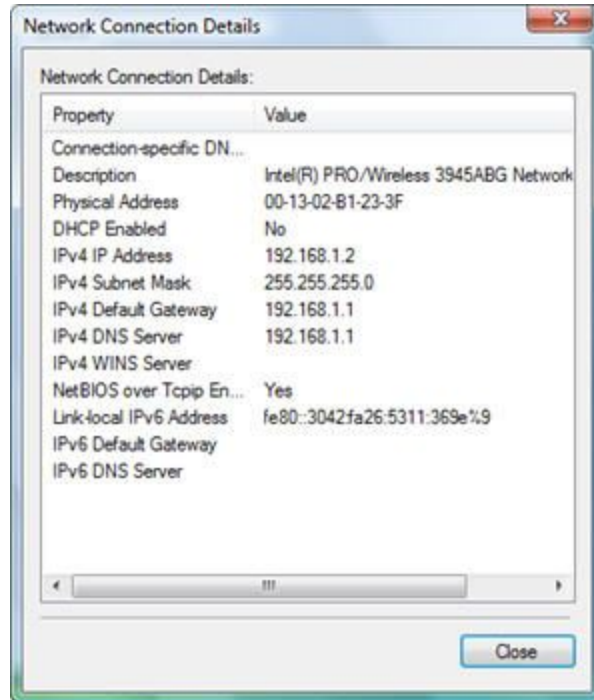 Network Connection Details
Network Connection Details:
Property Value
Connection-specific DN...
Description Intel(R) PRO/Wireless 3945ABG Network
Physical Address 00-13-02-B1-23-3F
DHCP Enabled No
IPv4 IP Address 192.168.1.2
IPv4 Subnet Mask 255.255.255.0
IPv4 Default Gateway 192.168.1.1
IPv4 DNS Server 192.168.1.1
IPv4 WINS Server
NetBIOS over Tcpip En... Yes
Link-local IPv6 Address fe80::3042:fa26:5311:369e%9
IPv6 Default Gateway
IPv6 DNS Server
Close